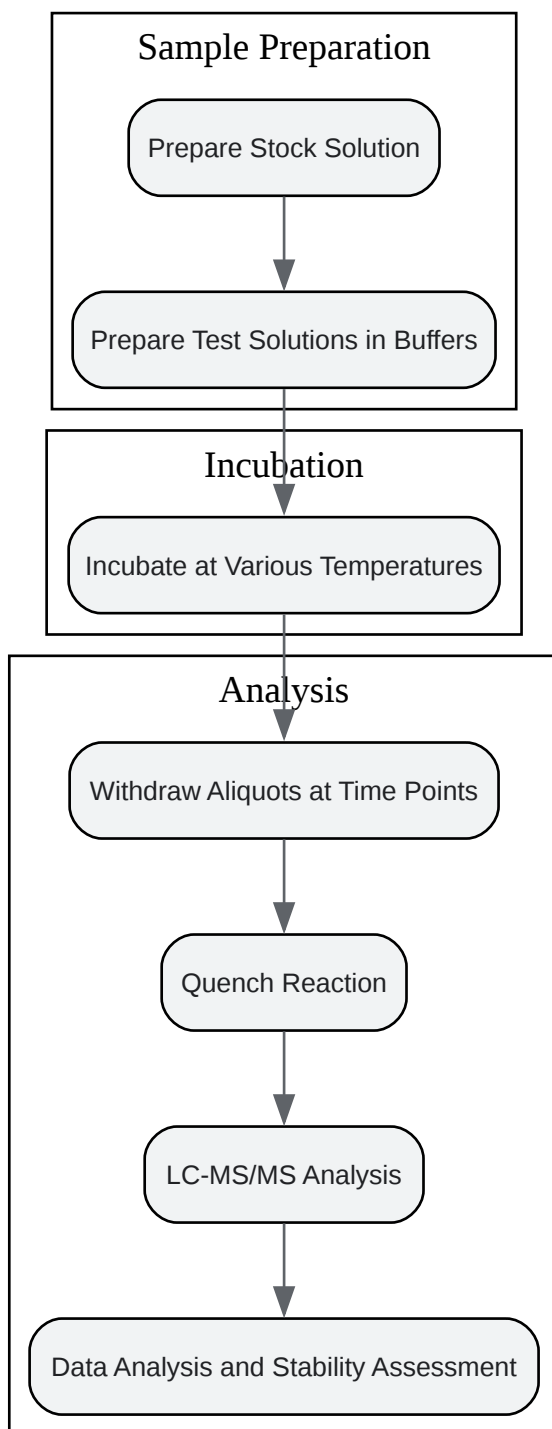 Sample Preparation
Prepare Stock Solution
Prepare Test Solutions in Buffers
Incubation
Incubate at Various Temperatures
Analysis
Withdraw Aliquots at Time Points
Quench Reaction
LC-MS/MS Analysis
Data Analysis and Stability Assessment